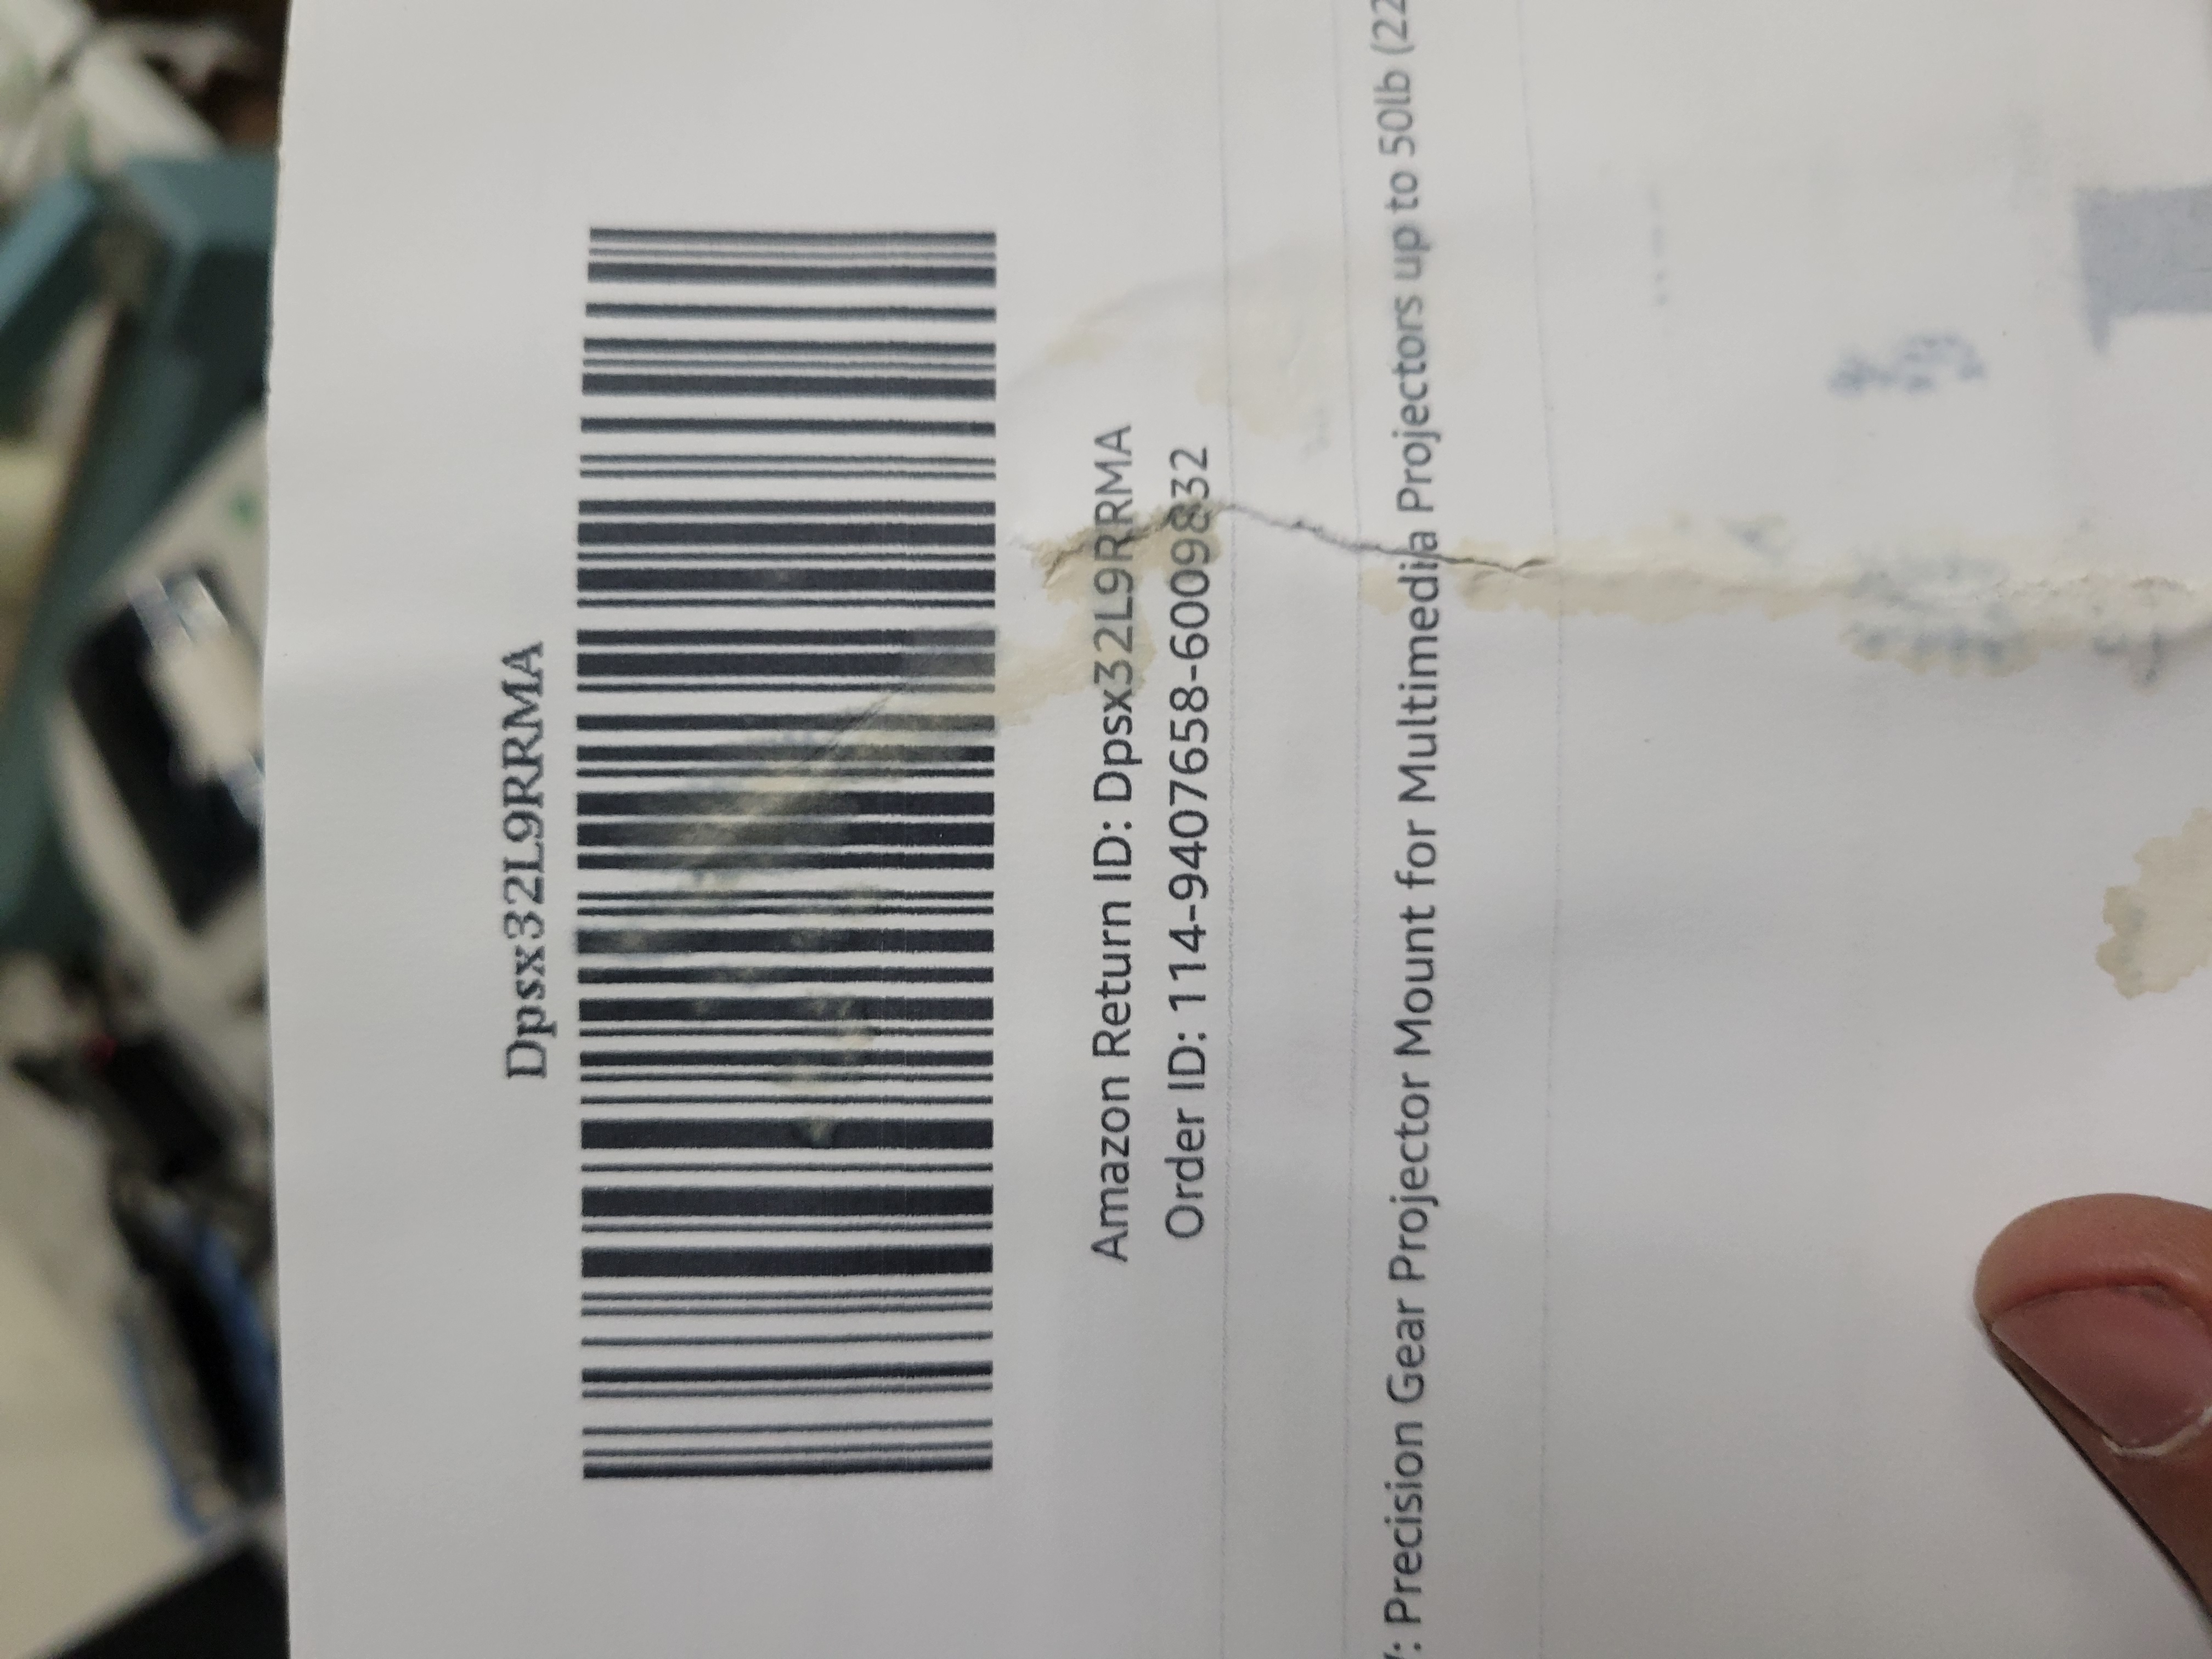 Dpsx32L9RRMA
Amazon Return ID: Dpsx32L9RRMA
Order ID: 114-9407658-6009832
: Precision Gear Projector Mount for Multimedia Projectors up to 50lb (22